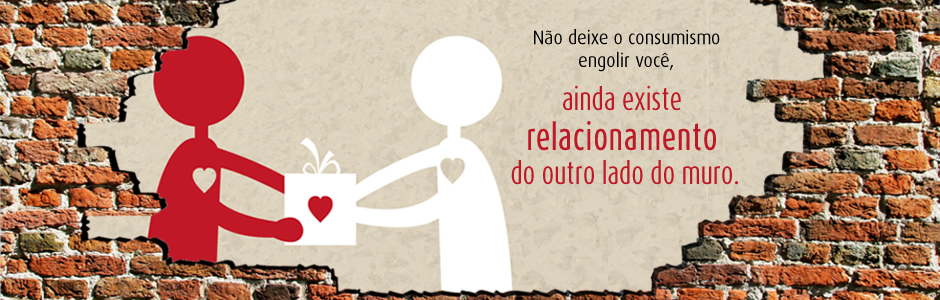 Não deixe o consumismo
engolir você,
ainda existe
relacionamento
do outro lado do muro.